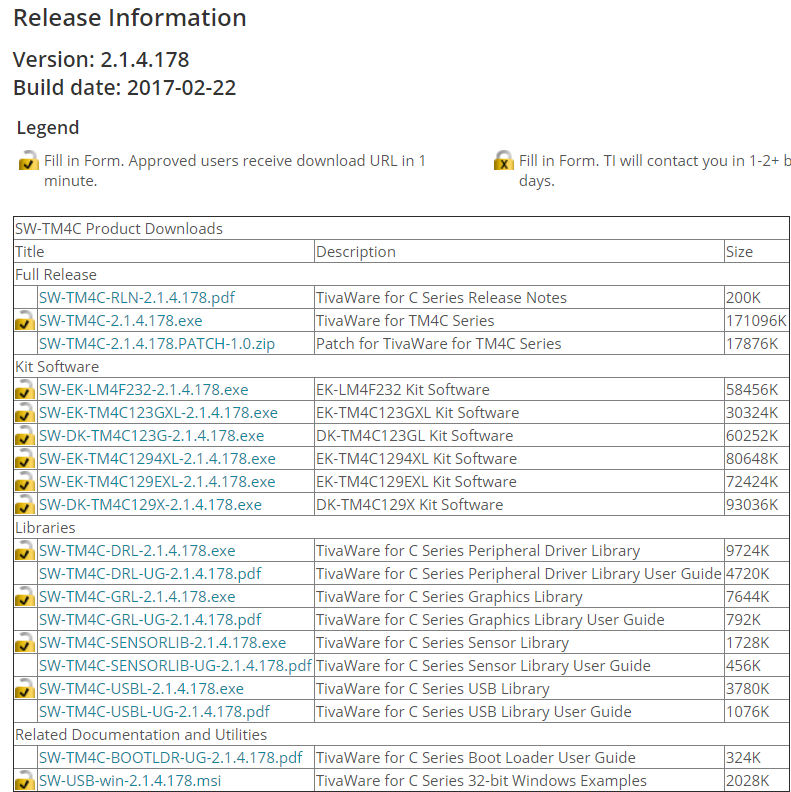 Release Information
Version: 2.1.4.178
Build date: 2017-02-22
Legend
Fill in Form. Approved users receive download URL in 1
minute.
Fill in Form. TI will contact you in 1-2+ b
days.
SW-TM4C Product Downloads
Title Description Size
Full Release
SW-TM4C-RLN-2.1.4.178.pdf TivaWare for C Series Release Notes 200K
SW-TM4C-2.1.4.178.exe TivaWare for TM4C Series 171096K
SW-TM4C-2.1.4.178.PATCH-1.0.zip Patch for TivaWare for TM4C Series 17876K
Kit Software
SW-EK-LM4F232-2.1.4.178.exe EK-LM4F232 Kit Software 58456K
SW-EK-TM4C123GXL-2.1.4.178.exe EK-TM4C123GXL Kit Software 30324K
SW-DK-TM4C123G-2.1.4.178.exe DK-TM4C123GL Kit Software 60252K
SW-EK-TM4C1294XL-2.1.4.178.exe EK-TM4C1294XL Kit Software 80648K
SW-EK-TM4C129EXL-2.1.4.178.exe EK-TM4C129EXL Kit Software 72424K
SW-DK-TM4C129X-2.1.4.178.exe DK-TM4C129X Kit Software 93036K
Libraries
SW-TM4C-DRL-2.1.4.178.exe TivaWare for C Series Peripheral Driver Library 9724K
SW-TM4C-DRL-UG-2.1.4.178.pdf TivaWare for C Series Peripheral Driver Library User Guide 4720K
SW-TM4C-GRL-2.1.4.178.exe TivaWare for C Series Graphics Library 7644K
SW-TM4C-GRL-UG-2.1.4.178.pdf TivaWare for C Series Graphics Library User Guide 792K
SW-TM4C-SENSORLIB-2.1.4.178.exe TivaWare for C Series Sensor Library 1728K
SW-TM4C-SENSORLIB-UG-2.1.4.178.pdf TivaWare for C Series Sensor Library User Guide 456K
SW-TM4C-USBL-2.1.4.178.exe TivaWare for C Series USB Library 3780K
SW-TM4C-USBL-UG-2.1.4.178.pdf TivaWare for C Series USB Library User Guide 1076K
Related Documentation and Utilities
SW-TM4C-BOOTLDR-UG-2.1.4.178.pdf TivaWare for C Series Boot Loader User Guide 324K
SW-USB-win-2.1.4.178.msi TivaWare for C Series 32-bit Windows Examples 2028K